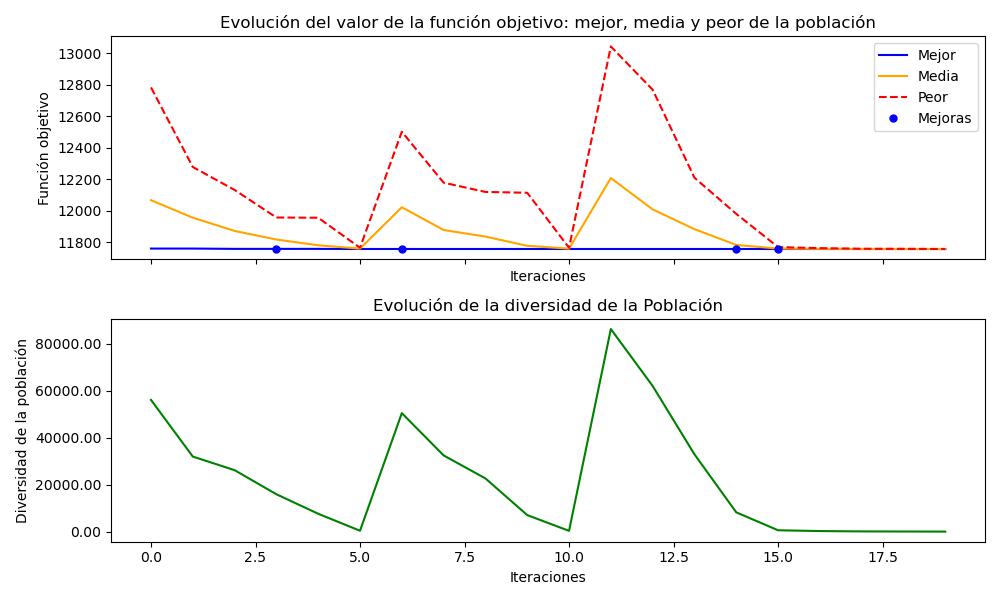 Evolución del valor de la función objetivo: mejor, media y peor de la población
Función objetivo
13000
12800
12600
12400
12200
12000
11800
Mejor
Media
Peor
Mejoras
Iteraciones
Evolución de la diversidad de la Población
Diversidad de la población
80000.00
60000.00
40000.00
20000.00
0.00
0.0
2.5
5.0
7.5
10.0
12.5
15.0
17.5
Iteraciones